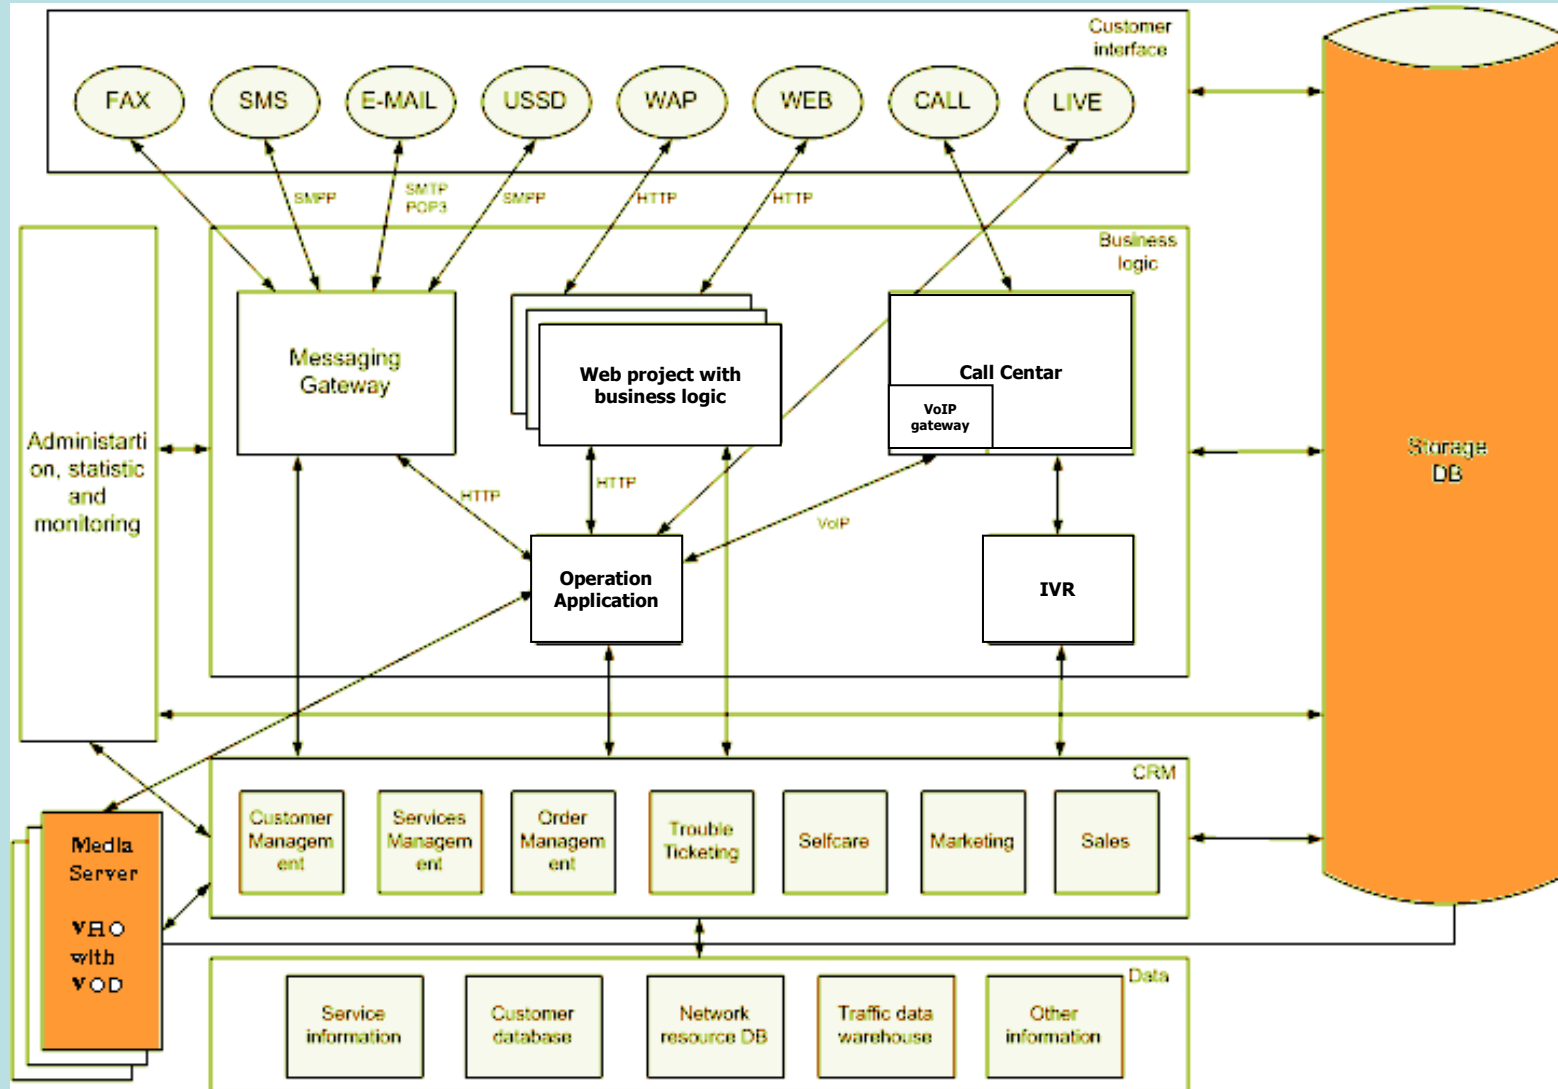 Customer
interface
FAX
SMS
E-MAIL
USSD
WAP
WEB
CALL
LIVE
SMPP
SMTP
POP3
SMPP
HTTP
HTTP
Business
logic
Messaging
Gateway
Web project with
business logic
Call Centar
VoIP
gateway
Administarti
on, statistic
and
monitoring
Storage
DB
HTTP
HTTP
VoIP
Operation
Application
IVR
CRM
Customer
Managem
ent
Services
Managem
ent
Order
Managem
ent
Trouble
Ticketing
Selfcare
Marketing
Sales
Media
Server
VHO
with
VOD
Data
Service
information
Customer
database
Network
resource DB
Traffic data
warehouse
Other
information